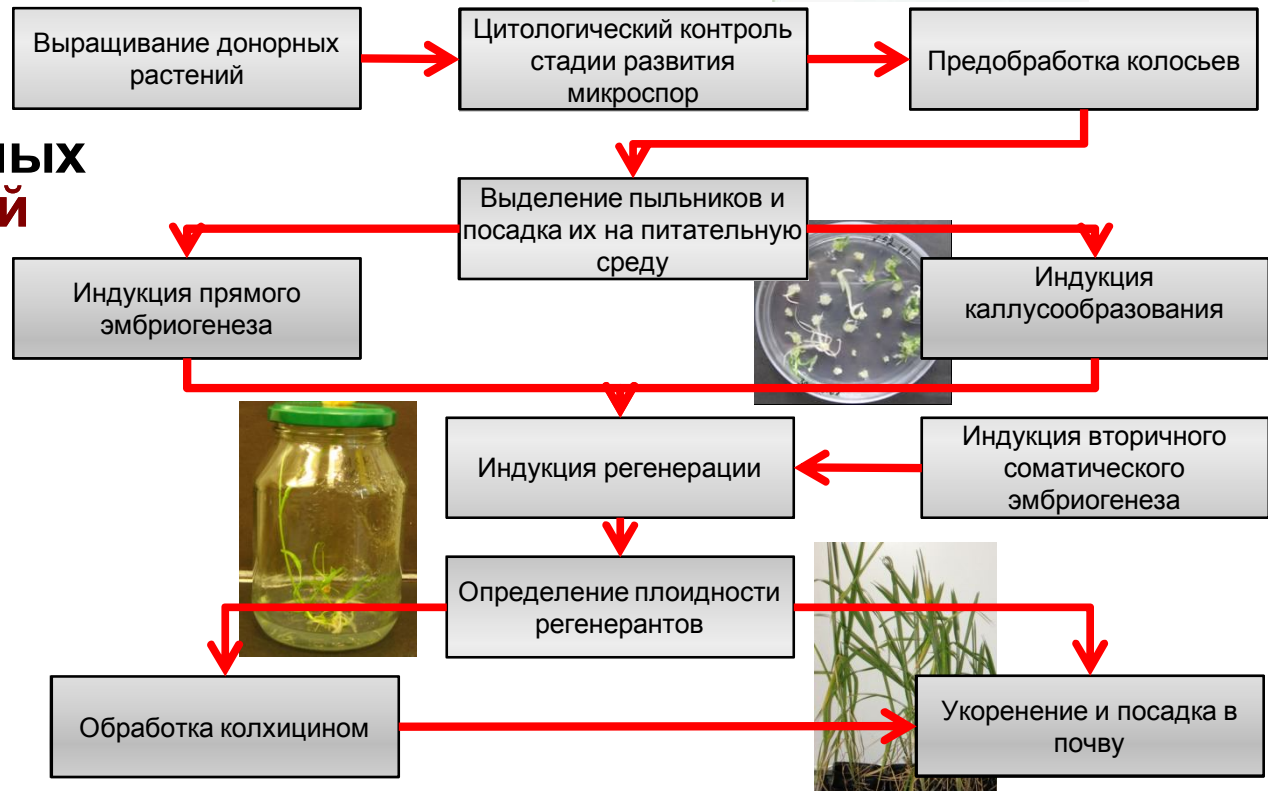 Выращивание донорных
растений
Цитологический контроль
стадии развития
микроспор
Предобработка колосьев
ных
й
Выделение пыльников и
посадка их на питательную
среду
Индукция прямого
эмбриогенеза
Индукция
каллусообразования
Индукция регенерации
Индукция вторичного
соматического
эмбриогенеза
Определение плоидности
регенерантов
Обработка колхицином
Укоренение и посадка в
почву